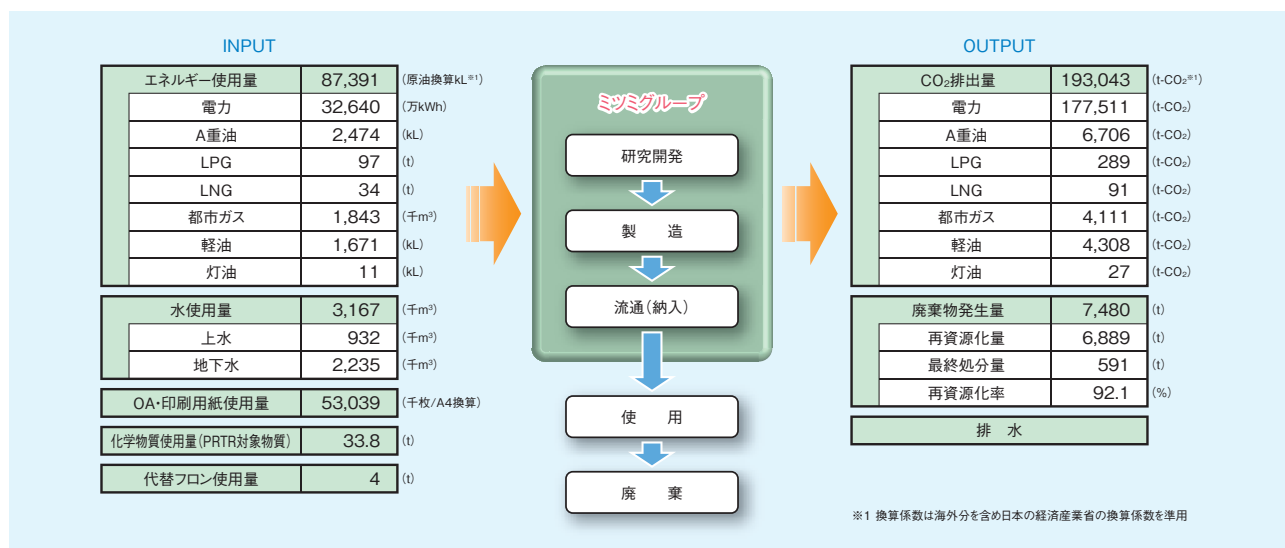 INPUT
エネルギー使用量 87,391 (原油換算kL※1)
電力 32,640 (万kWh)
A重油 2,474 (kL)
LPG 97 (t)
LNG 34 (t)
都市ガス 1,843 (千m³)
軽油 1,671 (kL)
灯油 11 (kL)
水使用量 3,167 (千m³)
上水 932 (千m³)
地下水 2,235 (千m³)
OA・印刷用紙使用量 53,039 (千枚/A4換算)
化学物質使用量(PRTR対象物質) 33.8 (t)
代替フロン使用量 4 (t)
ミツミグループ
研究開発
製 造
流通(納入)
使 用
廃 棄
OUTPUT
CO₂排出量 193,043 (t-CO₂※1)
電力 177,511 (t-CO₂)
A重油 6,706 (t-CO₂)
LPG 289 (t-CO₂)
LNG 91 (t-CO₂)
都市ガス 4,111 (t-CO₂)
軽油 4,308 (t-CO₂)
灯油 27 (t-CO₂)
廃棄物発生量 7,480 (t)
再資源化量 6,889 (t)
最終処分量 591 (t)
再資源化率 92.1 (%)
排 水
※1 換算係数は海外分を含め日本の経済産業省の換算係数を準用